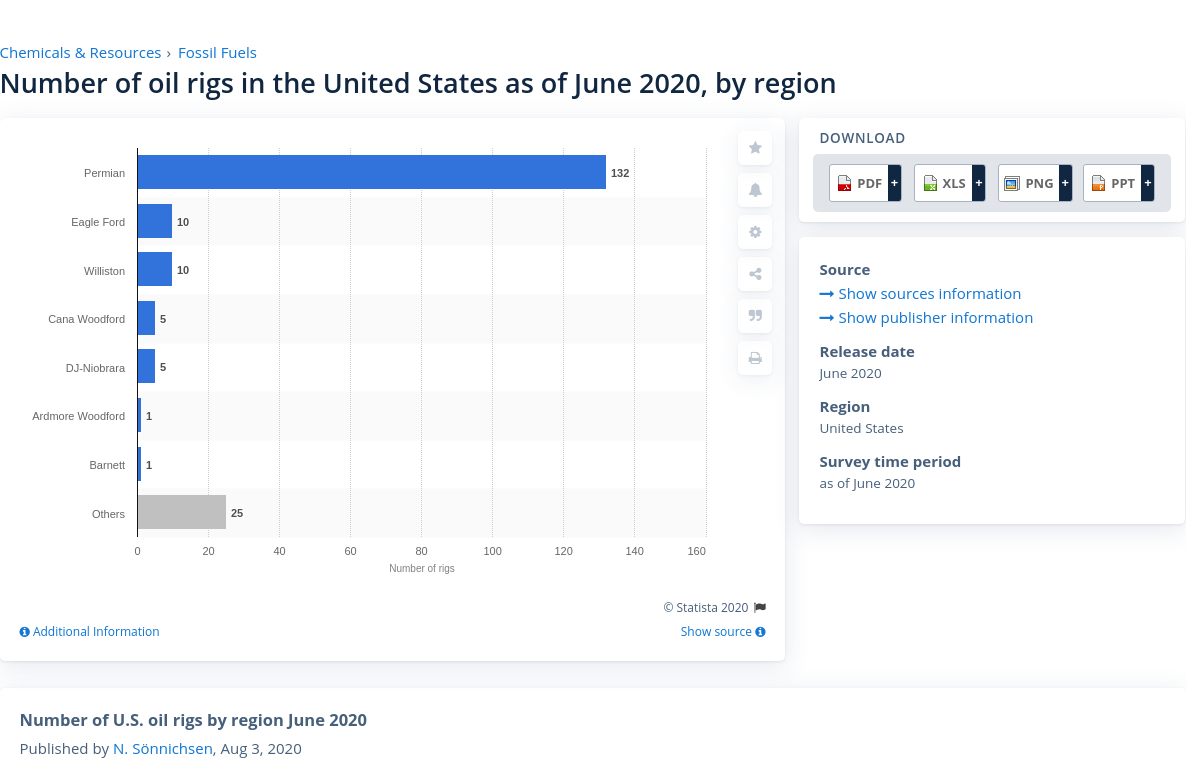 Chemicals & Resources › Fossil Fuels
Number of oil rigs in the United States as of June 2020, by region
Permian 132
Eagle Ford 10
Williston 10
Cana Woodford 5
DJ-Niobrara 5
Ardmore Woodford 1
Barnett 1
Others 25
0 20 40 60 80 100 120 140 160
Number of rigs
© Statista 2020
Additional Information
Show source
DOWNLOAD
PDF + XLS + PNG + PPT +
Source
Show sources information
Show publisher information
Release date
June 2020
Region
United States
Survey time period
as of June 2020
Number of U.S. oil rigs by region June 2020
Published by N. Sönnichsen, Aug 3, 2020